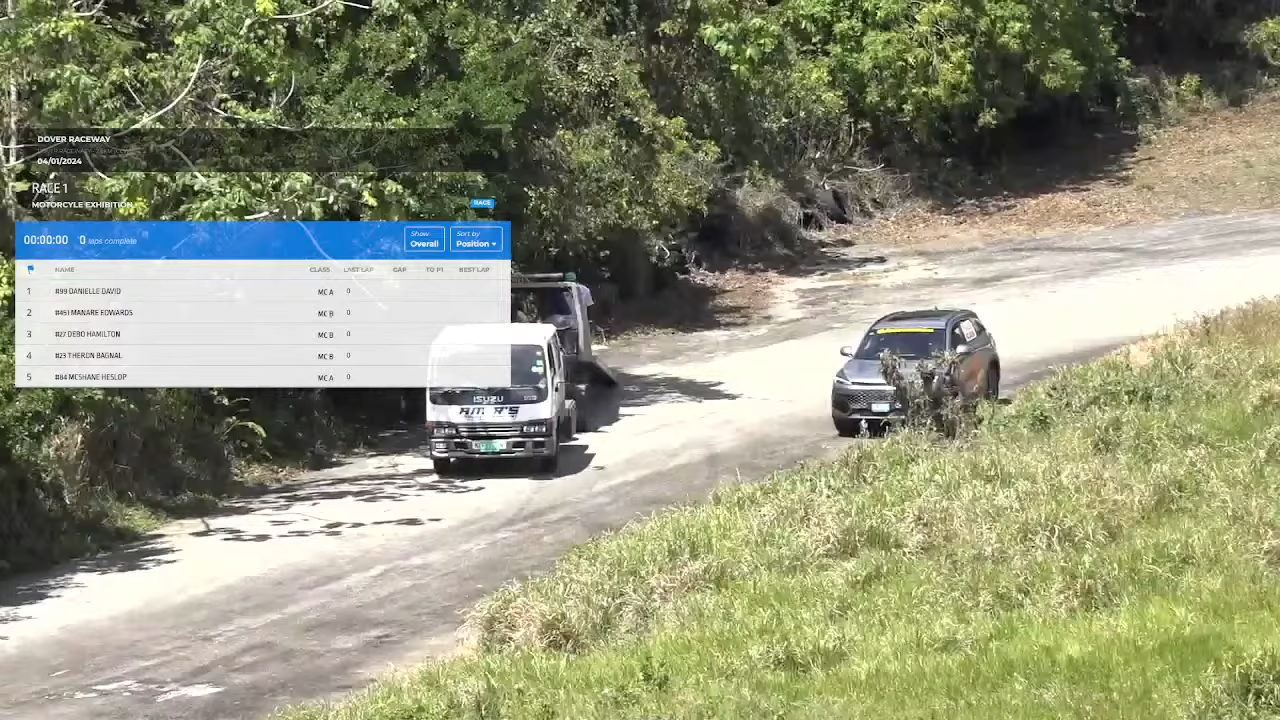 DOVER RACEWAY
04/01/2024
RACE 1
MOTORCYLE EXHIBITION
RACE
00:00:00 0 laps complete
Show Overall
Sort by Position
NAME CLASS LAST LAP GAP TO P1 BEST LAP
1 #99 DANIELLE DAVID MC A 0
2 #451 MANARE EDWARDS MC B 0
3 #27 DEBO HAMILTON MC B 0
4 #23 THERON BAGNAL MC B 0
5 #84 MCSHANE HESLOP MC A 0
ISUZU